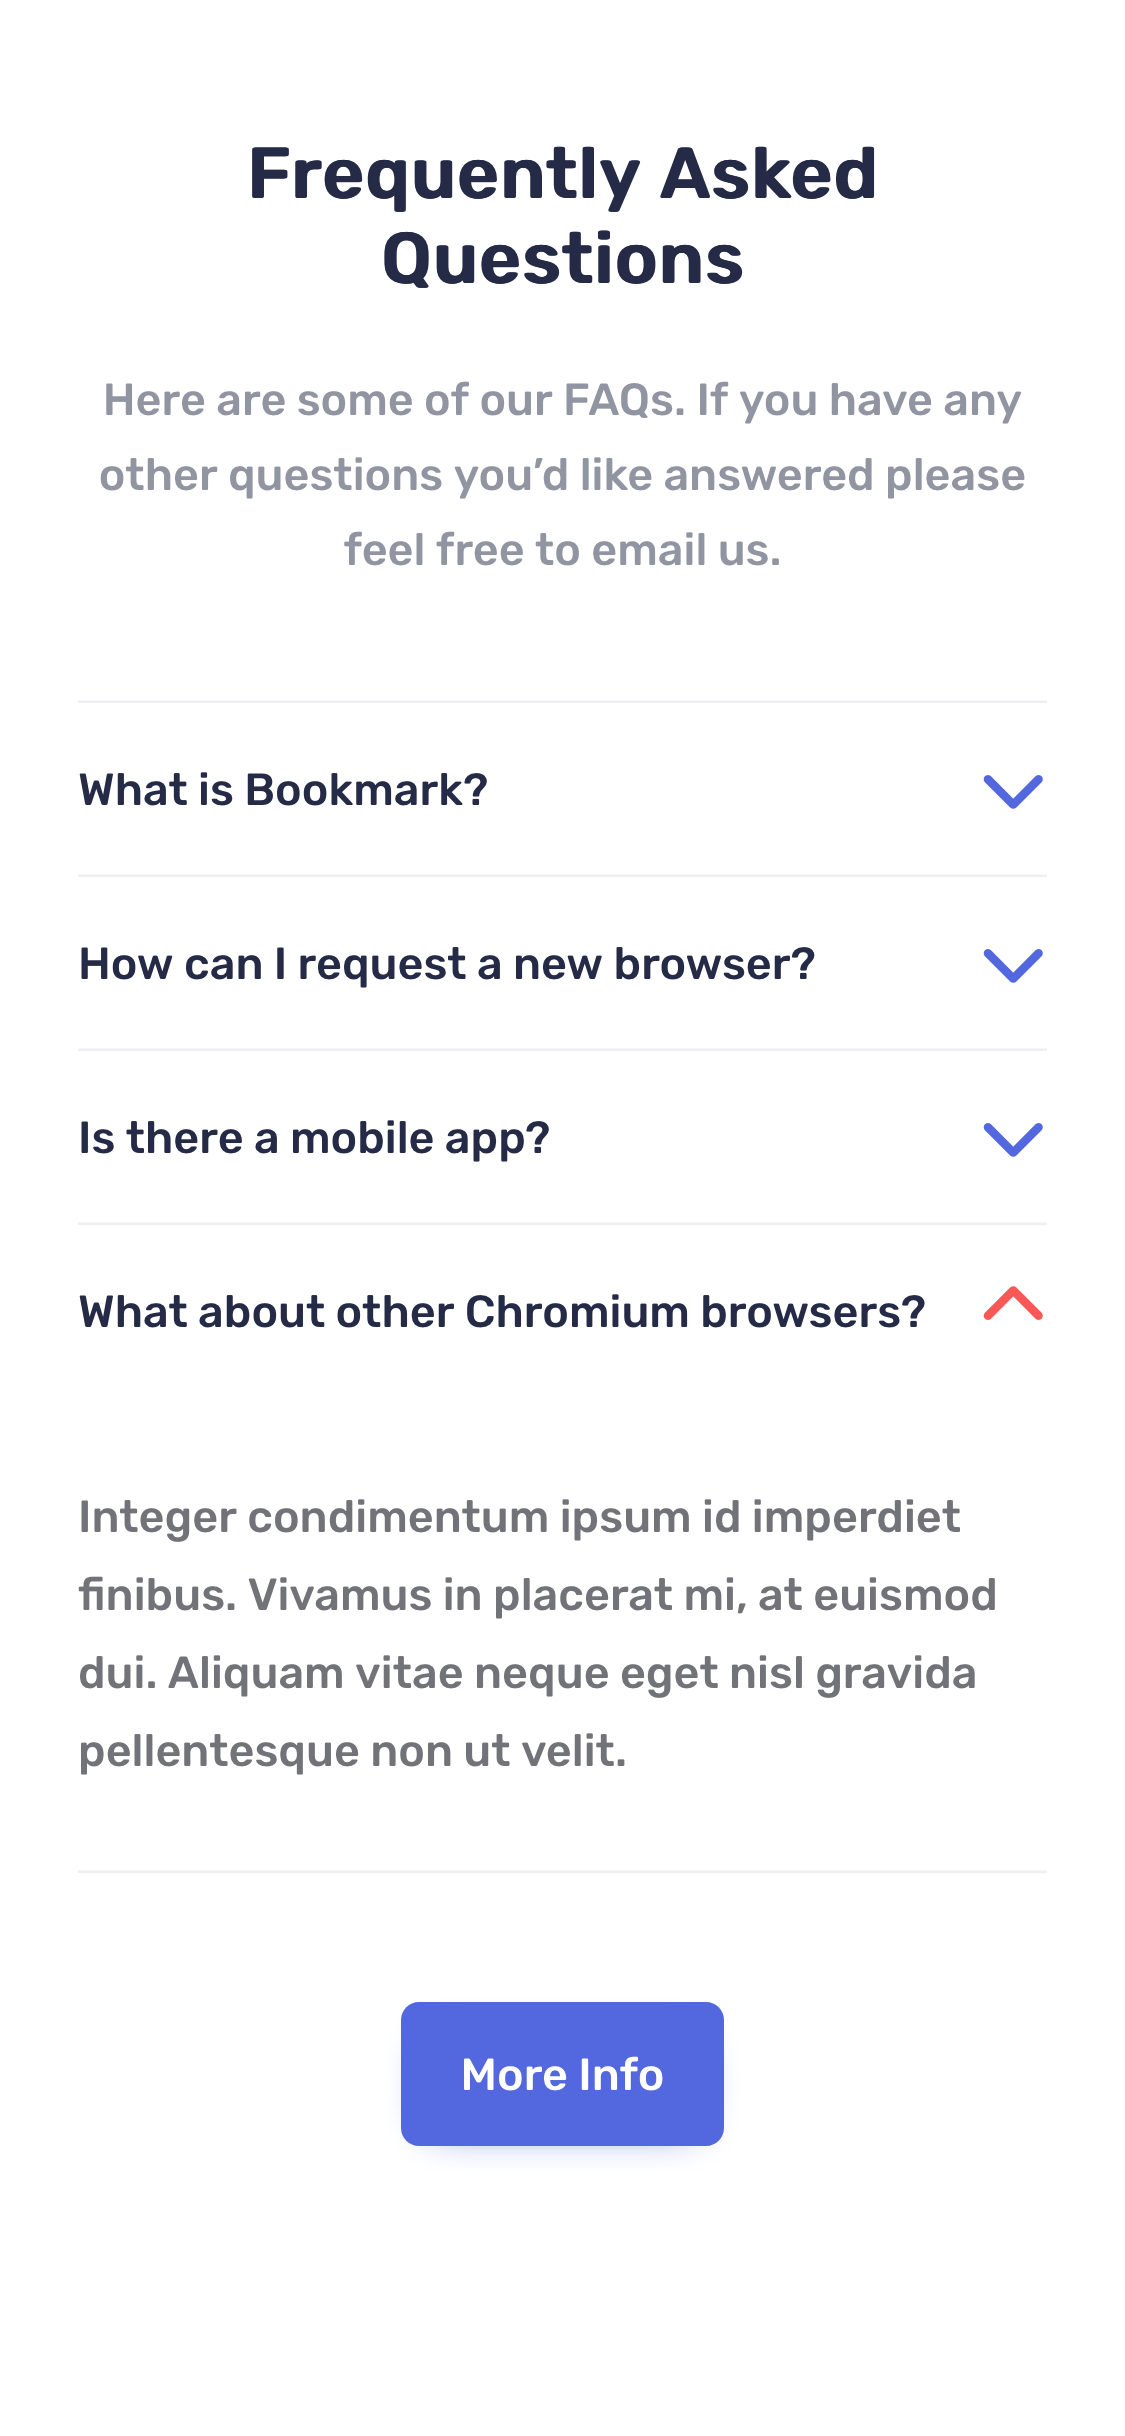 Frequently Asked
Questions
Here are some of our FAQs. If you have any
other questions you’d like answered please
feel free to email us.
What is Bookmark?
How can I request a new browser?
Is there a mobile app?
What about other Chromium browsers?
Integer condimentum ipsum id imperdiet
finibus. Vivamus in placerat mi, at euismod
dui. Aliquam vitae neque eget nisl gravida
pellentesque non ut velit.
More Info